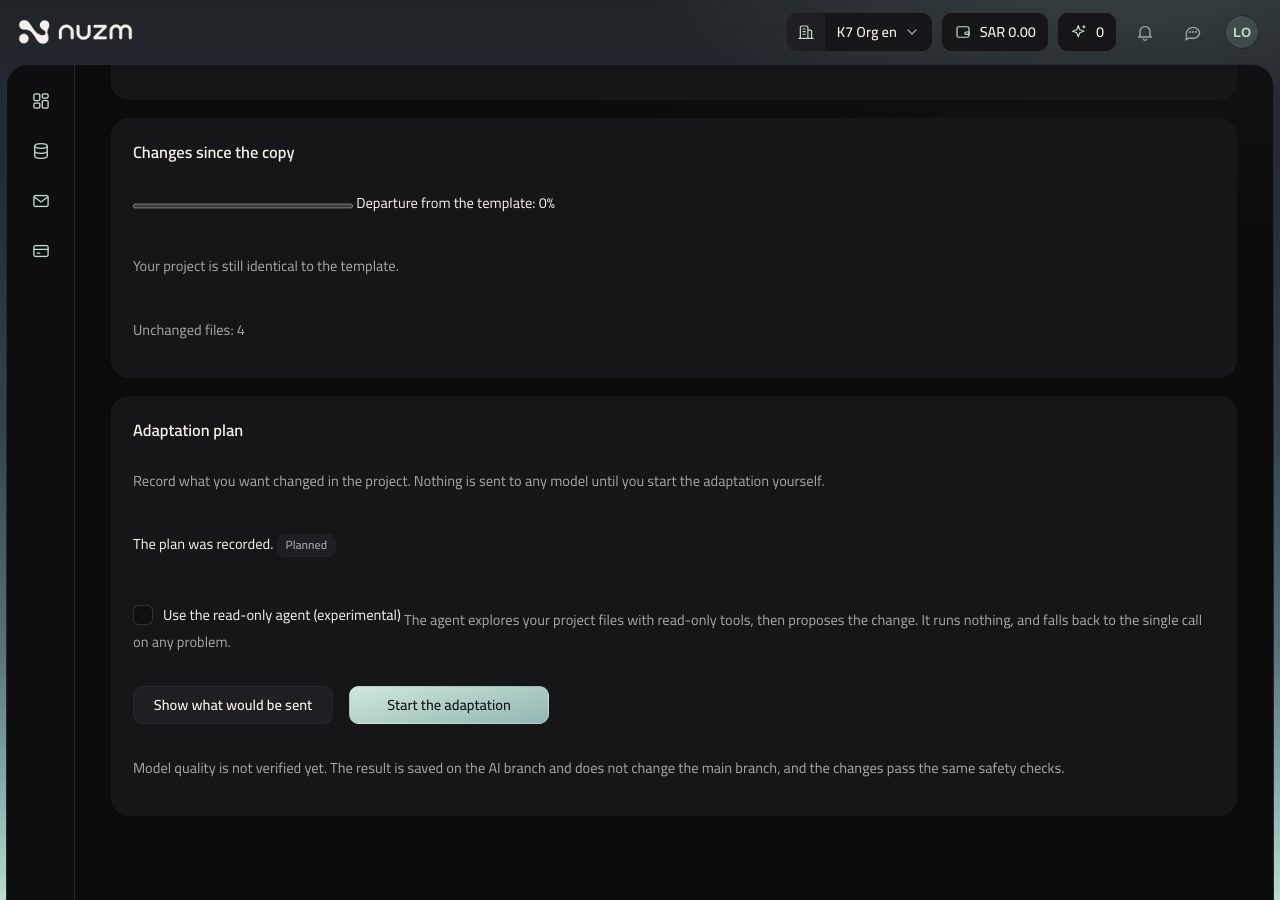 nuzm
K7 Org en
SAR 0.00
0
LO
Changes since the copy
Departure from the template: 0%
Your project is still identical to the template.
Unchanged files: 4
Adaptation plan
Record what you want changed in the project. Nothing is sent to any model until you start the adaptation yourself.
The plan was recorded. Planned
Use the read-only agent (experimental) The agent explores your project files with read-only tools, then proposes the change. It runs nothing, and falls back to the single call
on any problem.
Show what would be sent
Start the adaptation
Model quality is not verified yet. The result is saved on the AI branch and does not change the main branch, and the changes pass the same safety checks.